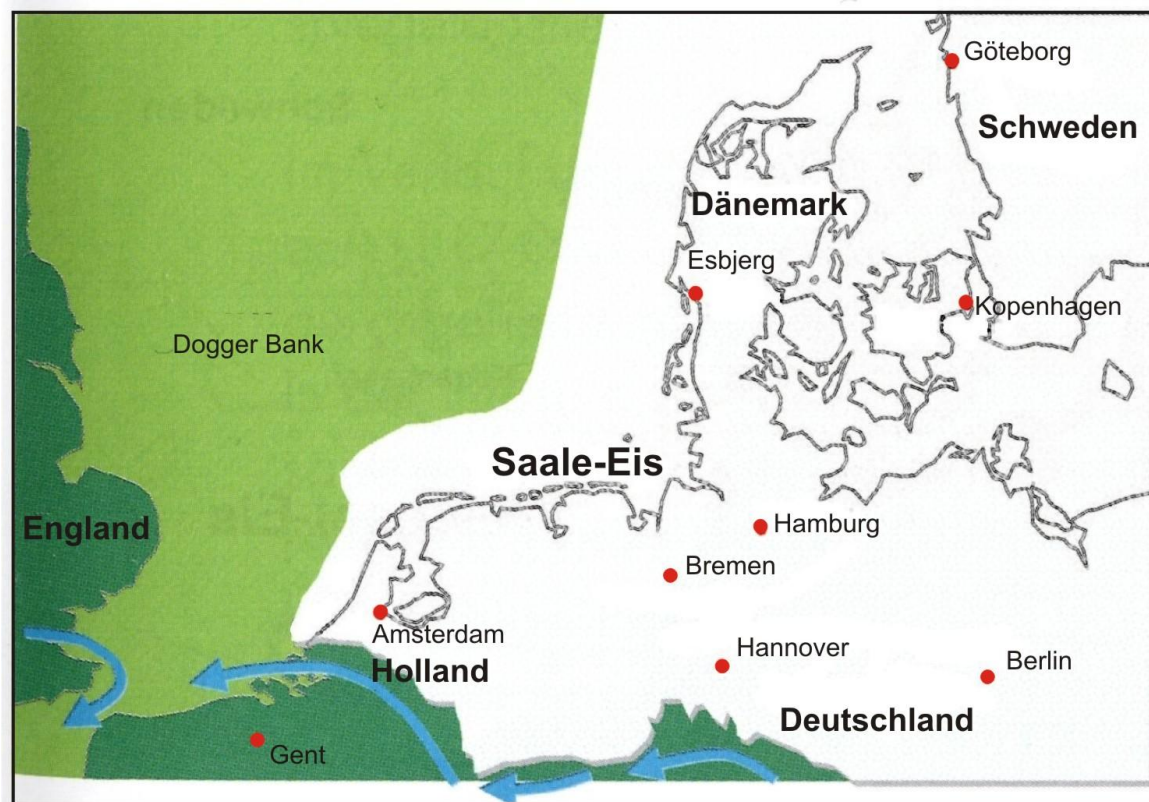 Göteborg
Schweden
Dänemark
Esbjerg
Kopenhagen
Dogger Bank
Saale-Eis
England
Hamburg
Bremen
Amsterdam
Holland
Hannover
Berlin
Deutschland
Gent